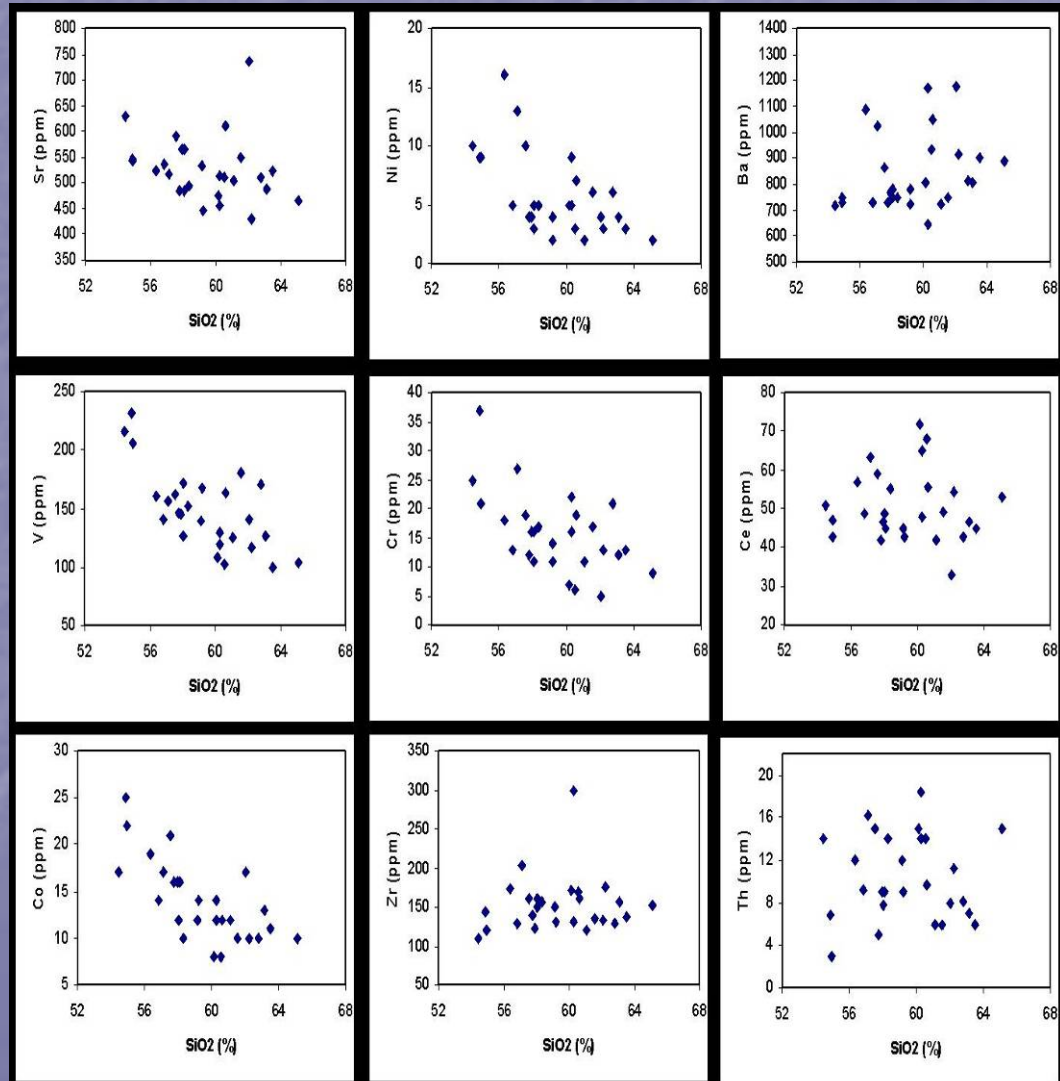 Sr (ppm)
800
750
700
650
600
550
500
450
400
350
52 56 60 64 68
SiO2 (%)
Ni (ppm)
20
15
10
5
0
52 56 60 64 68
SiO2 (%)
Ba (ppm)
1400
1300
1200
1100
1000
900
800
700
600
500
52 56 60 64 68
SiO2 (%)
V (ppm)
250
200
150
100
50
52 56 60 64 68
SiO2 (%)
Cr (ppm)
40
35
30
25
20
15
10
5
0
52 56 60 64 68
SiO2 (%)
Ce (ppm)
80
70
60
50
40
30
20
52 56 60 64 68
SiO2 (%)
Co (ppm)
30
25
20
15
10
5
52 56 60 64 68
SiO2 (%)
Zr (ppm)
350
300
250
200
150
100
50
52 56 60 64 68
SiO2 (%)
Th (ppm)
20
16
12
8
4
0
52 56 60 64 68
SiO2 (%)